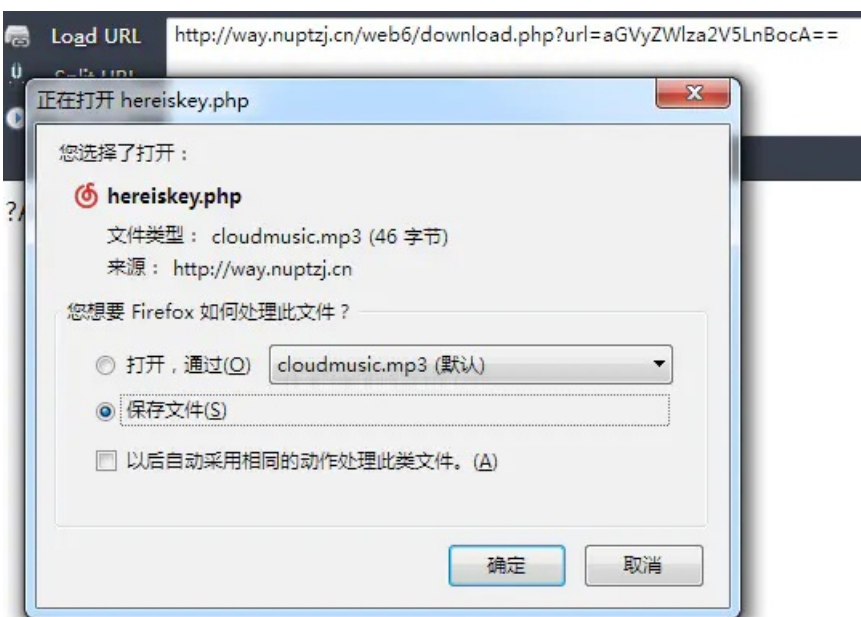 Load URL
http://way.nuptzj.cn/web6/download.php?url=aGVyZWlza2V5LnBocA==
Split URL
正在打开 hereiskey.php
您选择了打开：
hereiskey.php
文件类型： cloudmusic.mp3 (46 字节)
来源： http://way.nuptzj.cn
您想要 Firefox 如何处理此文件？
打开，通过(O)
cloudmusic.mp3 (默认)
保存文件(S)
以后自动采用相同的动作处理此类文件。(A)
确定
取消